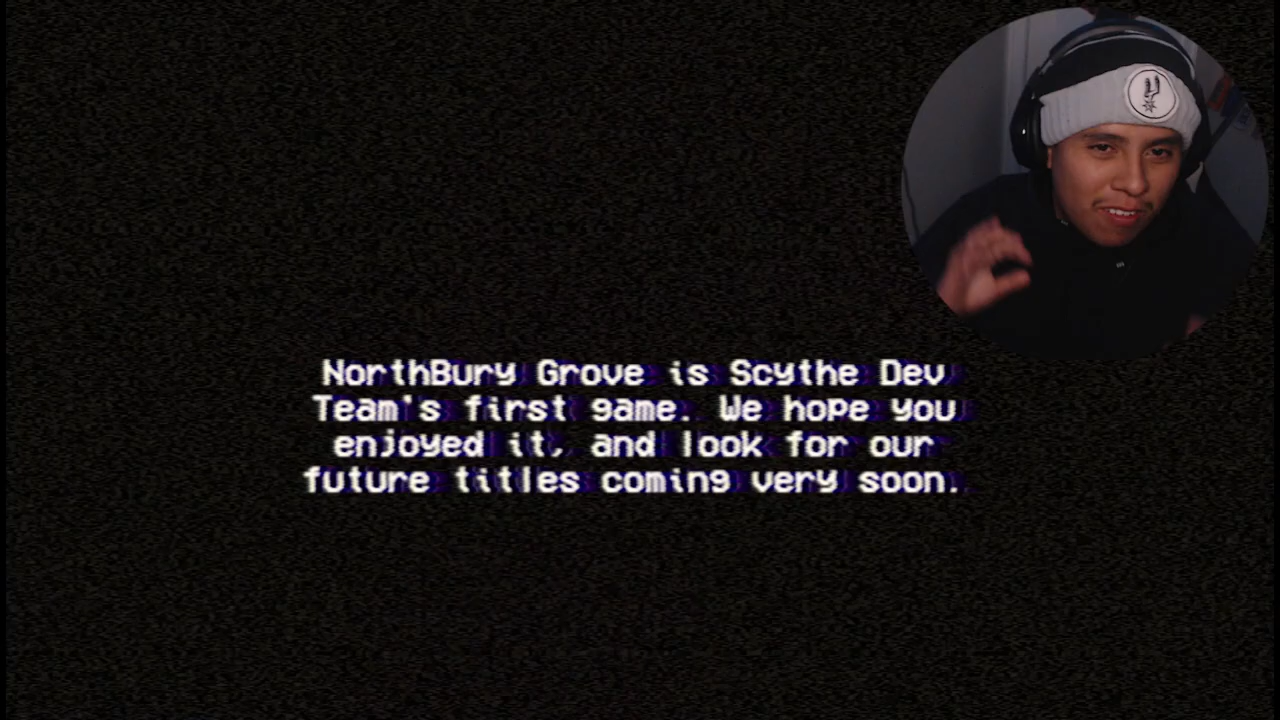 NorthBury Grove is Scythe Dev
Team's first game. We hope you
enjoyed it, and look for our
future titles coming very soon.